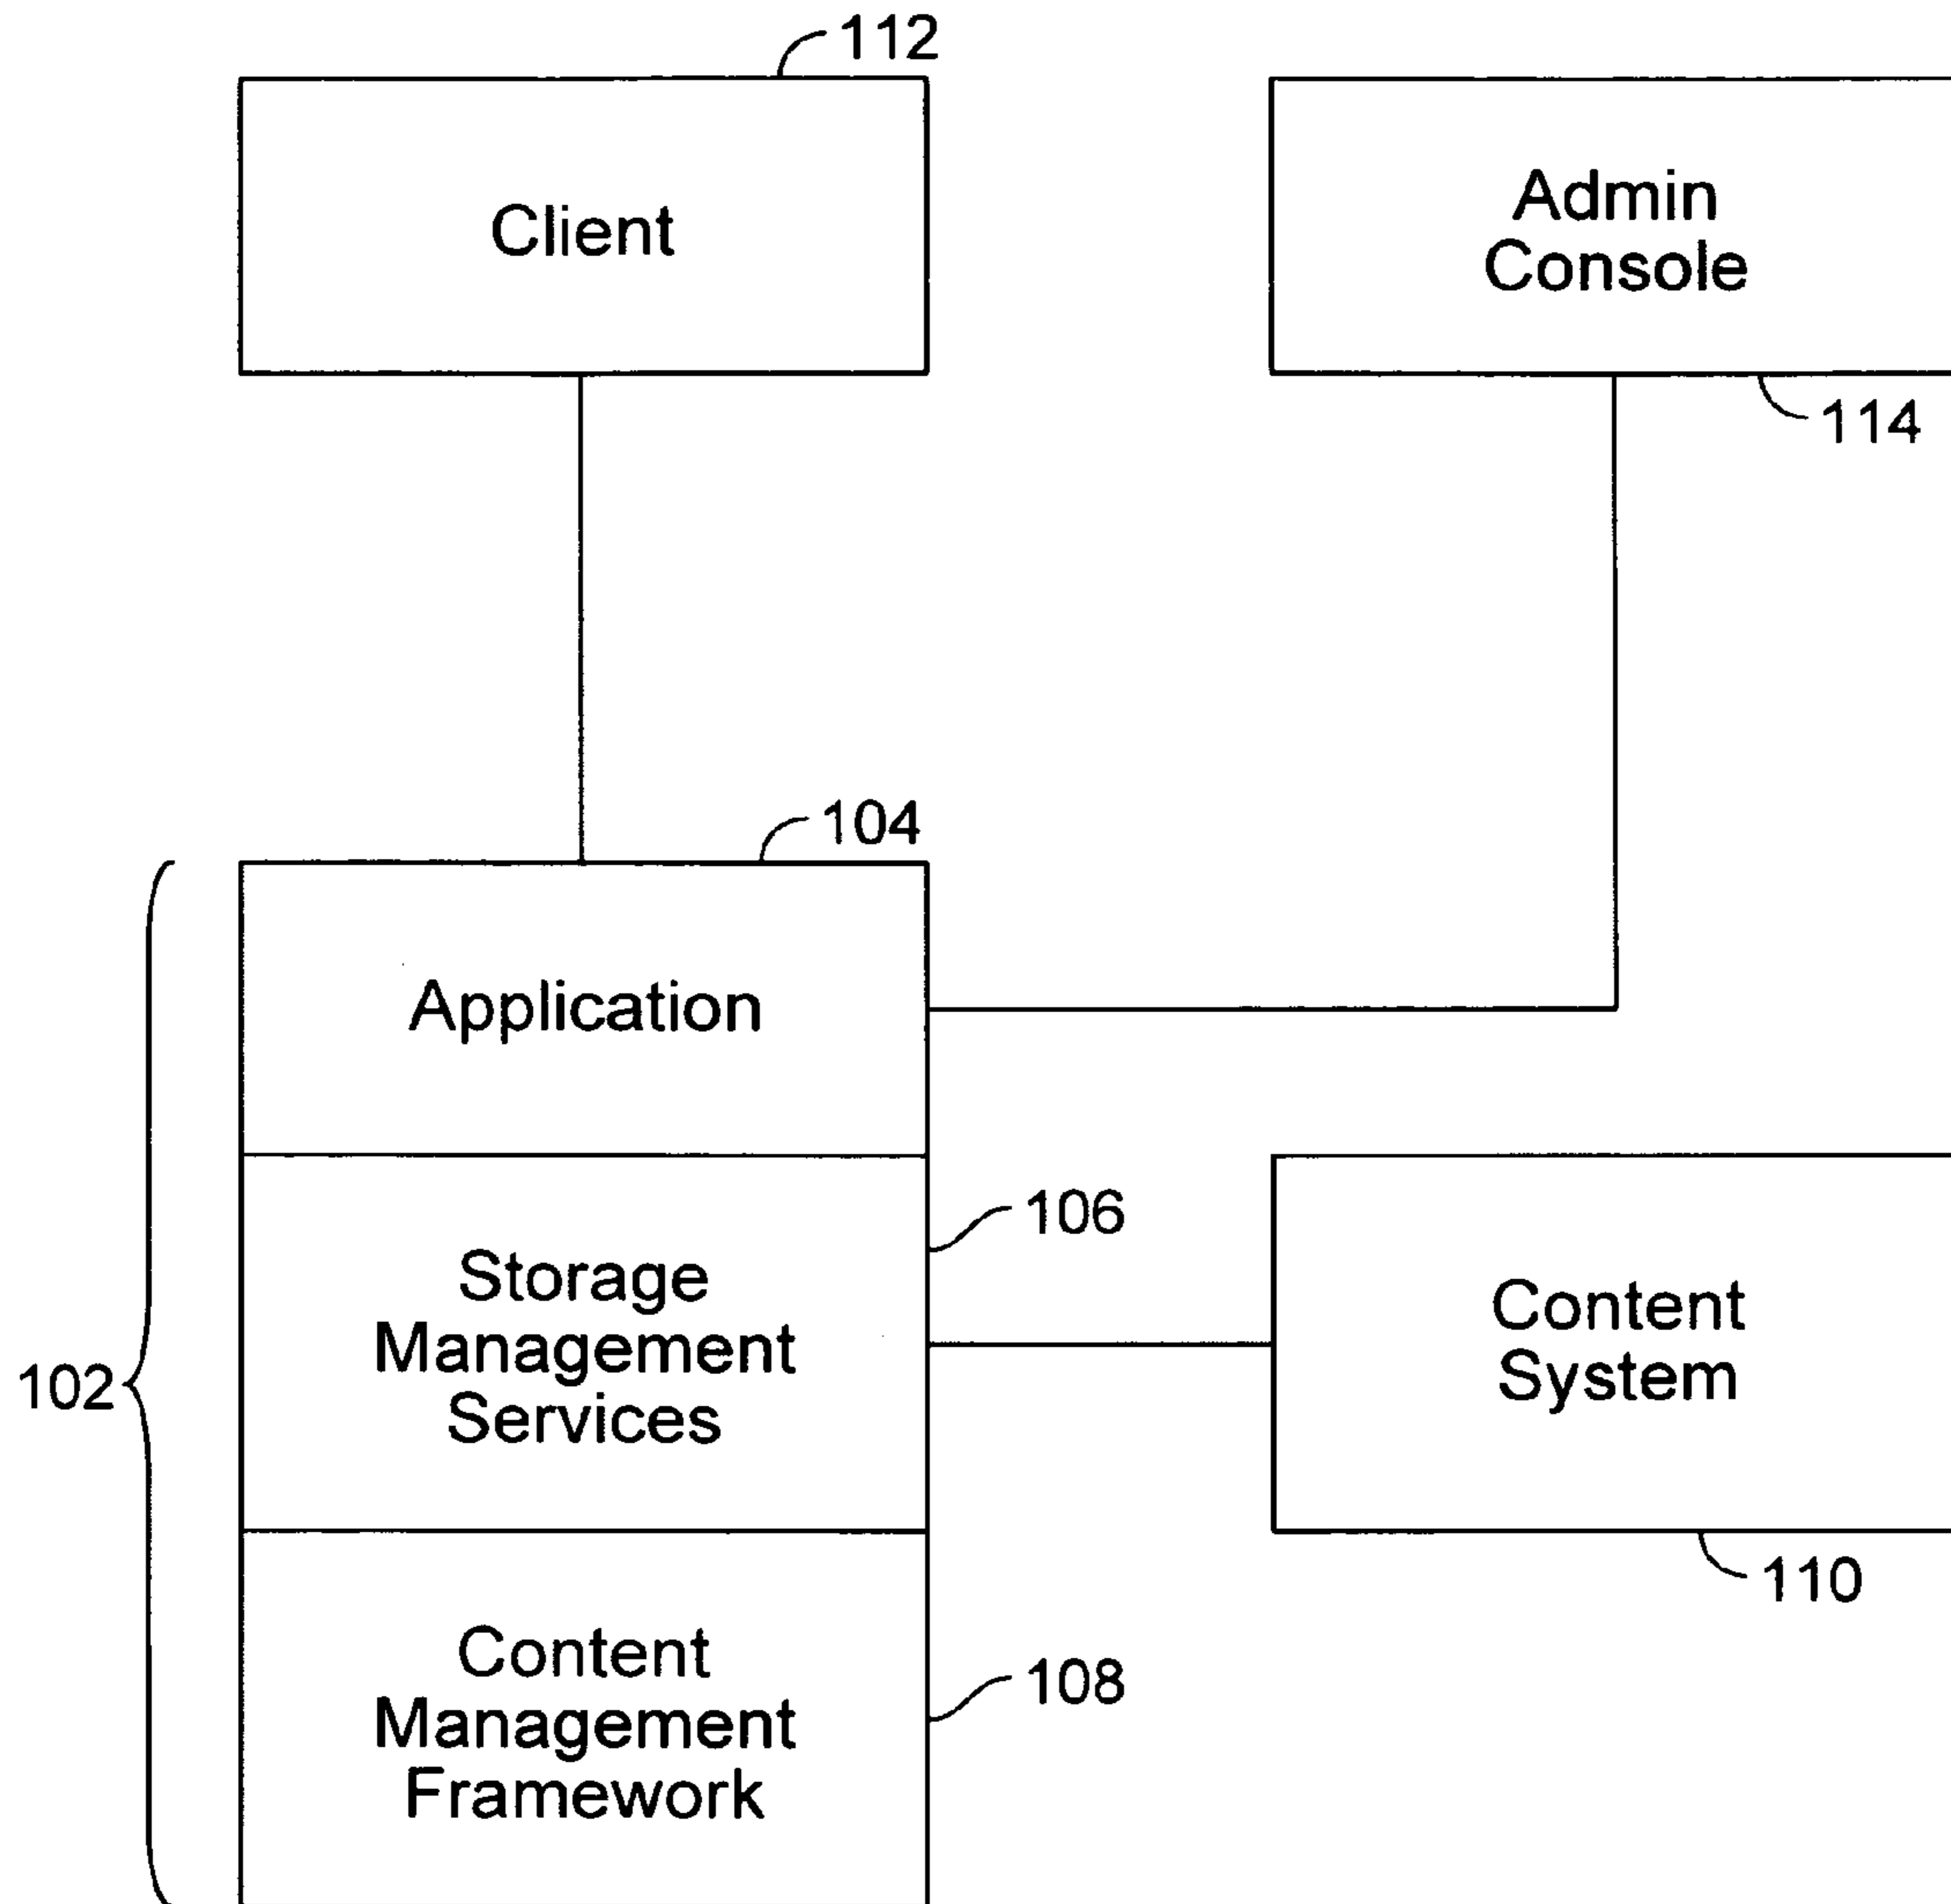 112
Client
Admin
Console
114
104
Application
106
Storage
Management
Services
Content
System
102
110
Content
Management
Framework
108